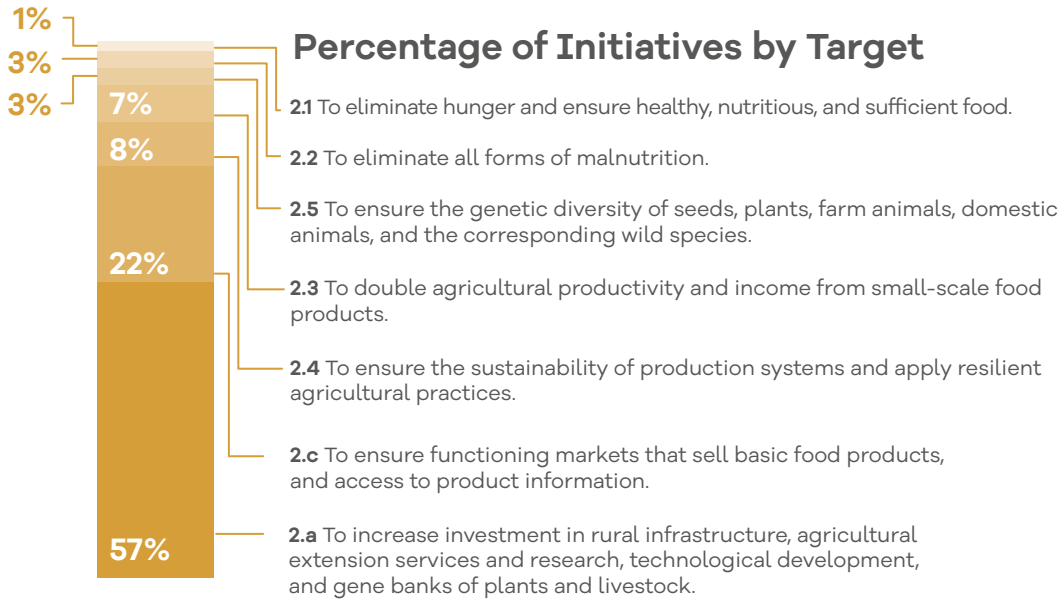 Percentage of Initiatives by Target
1%
3%
3%
7%
8%
22%
57%
2.1 To eliminate hunger and ensure healthy, nutritious, and sufficient food.
2.2 To eliminate all forms of malnutrition.
2.5 To ensure the genetic diversity of seeds, plants, farm animals, domestic
animals, and the corresponding wild species.
2.3 To double agricultural productivity and income from small-scale food
products.
2.4 To ensure the sustainability of production systems and apply resilient
agricultural practices.
2.c To ensure functioning markets that sell basic food products,
and access to product information.
2.a To increase investment in rural infrastructure, agricultural
extension services and research, technological development,
and gene banks of plants and livestock.